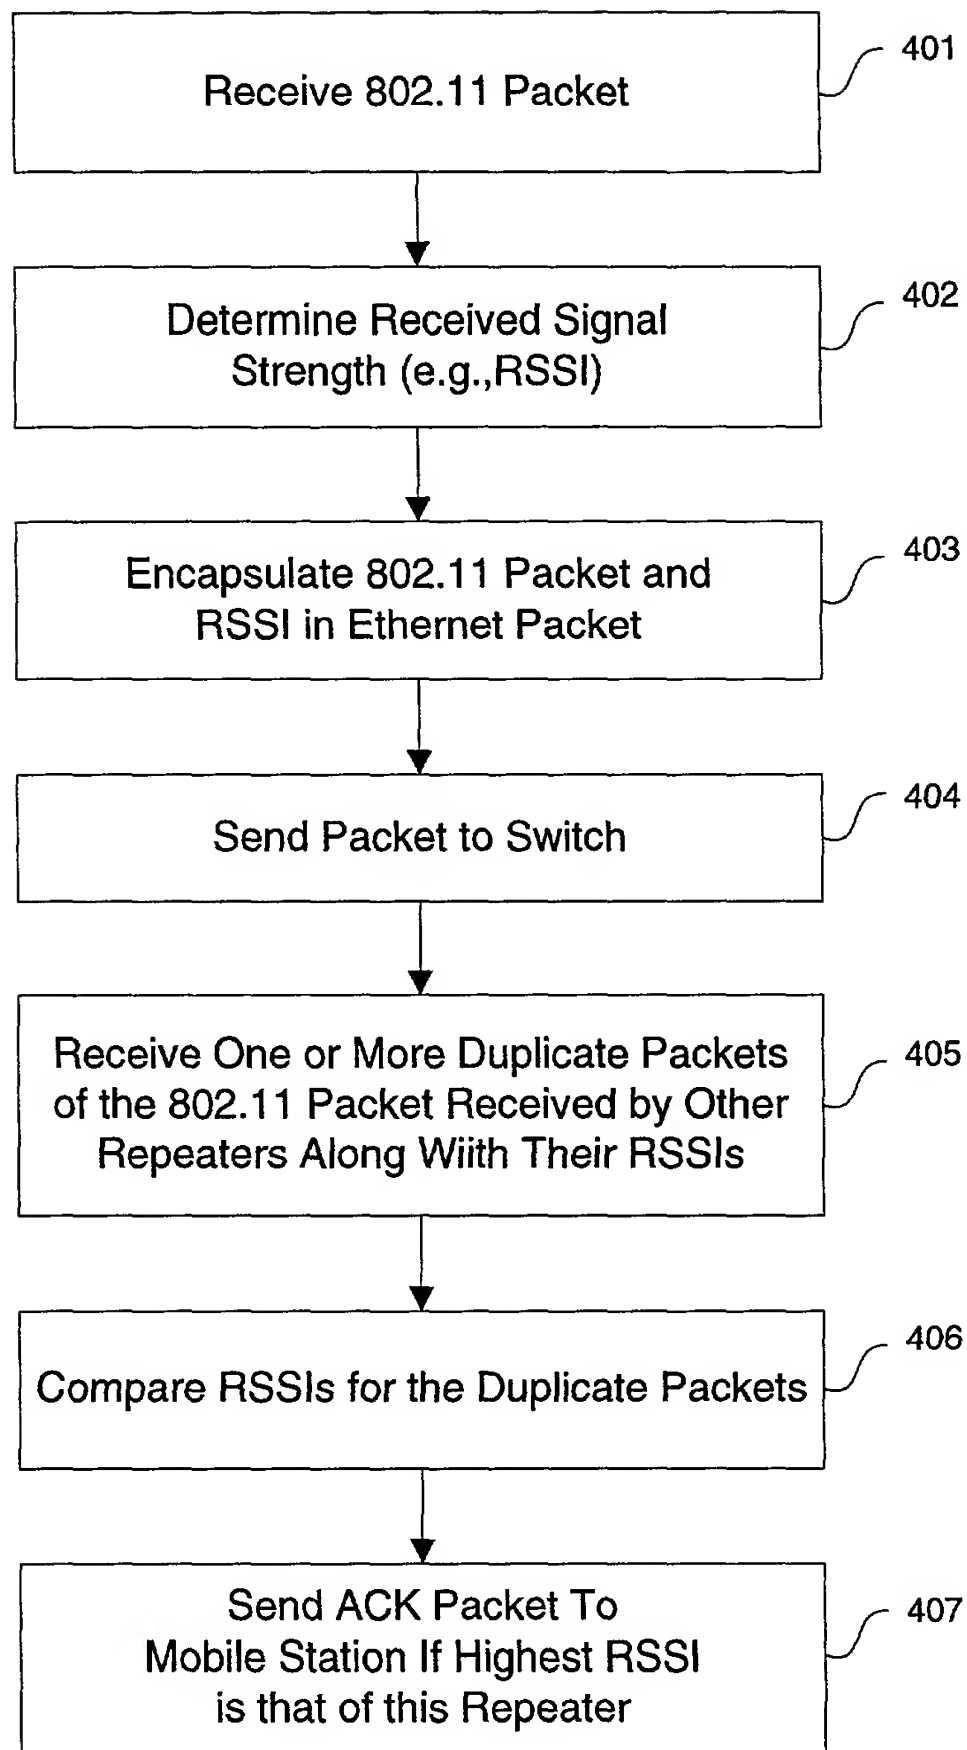 Receive 802.11 Packet
401
Determine Received Signal
Strength (e.g.,RSSI)
402
Encapsulate 802.11 Packet and
RSSI in Ethernet Packet
403
Send Packet to Switch
404
Receive One or More Duplicate Packets
of the 802.11 Packet Received by Other
Repeaters Along Wiith Their RSSIs
405
Compare RSSIs for the Duplicate Packets
406
Send ACK Packet To
Mobile Station If Highest RSSI
is that of this Repeater
407